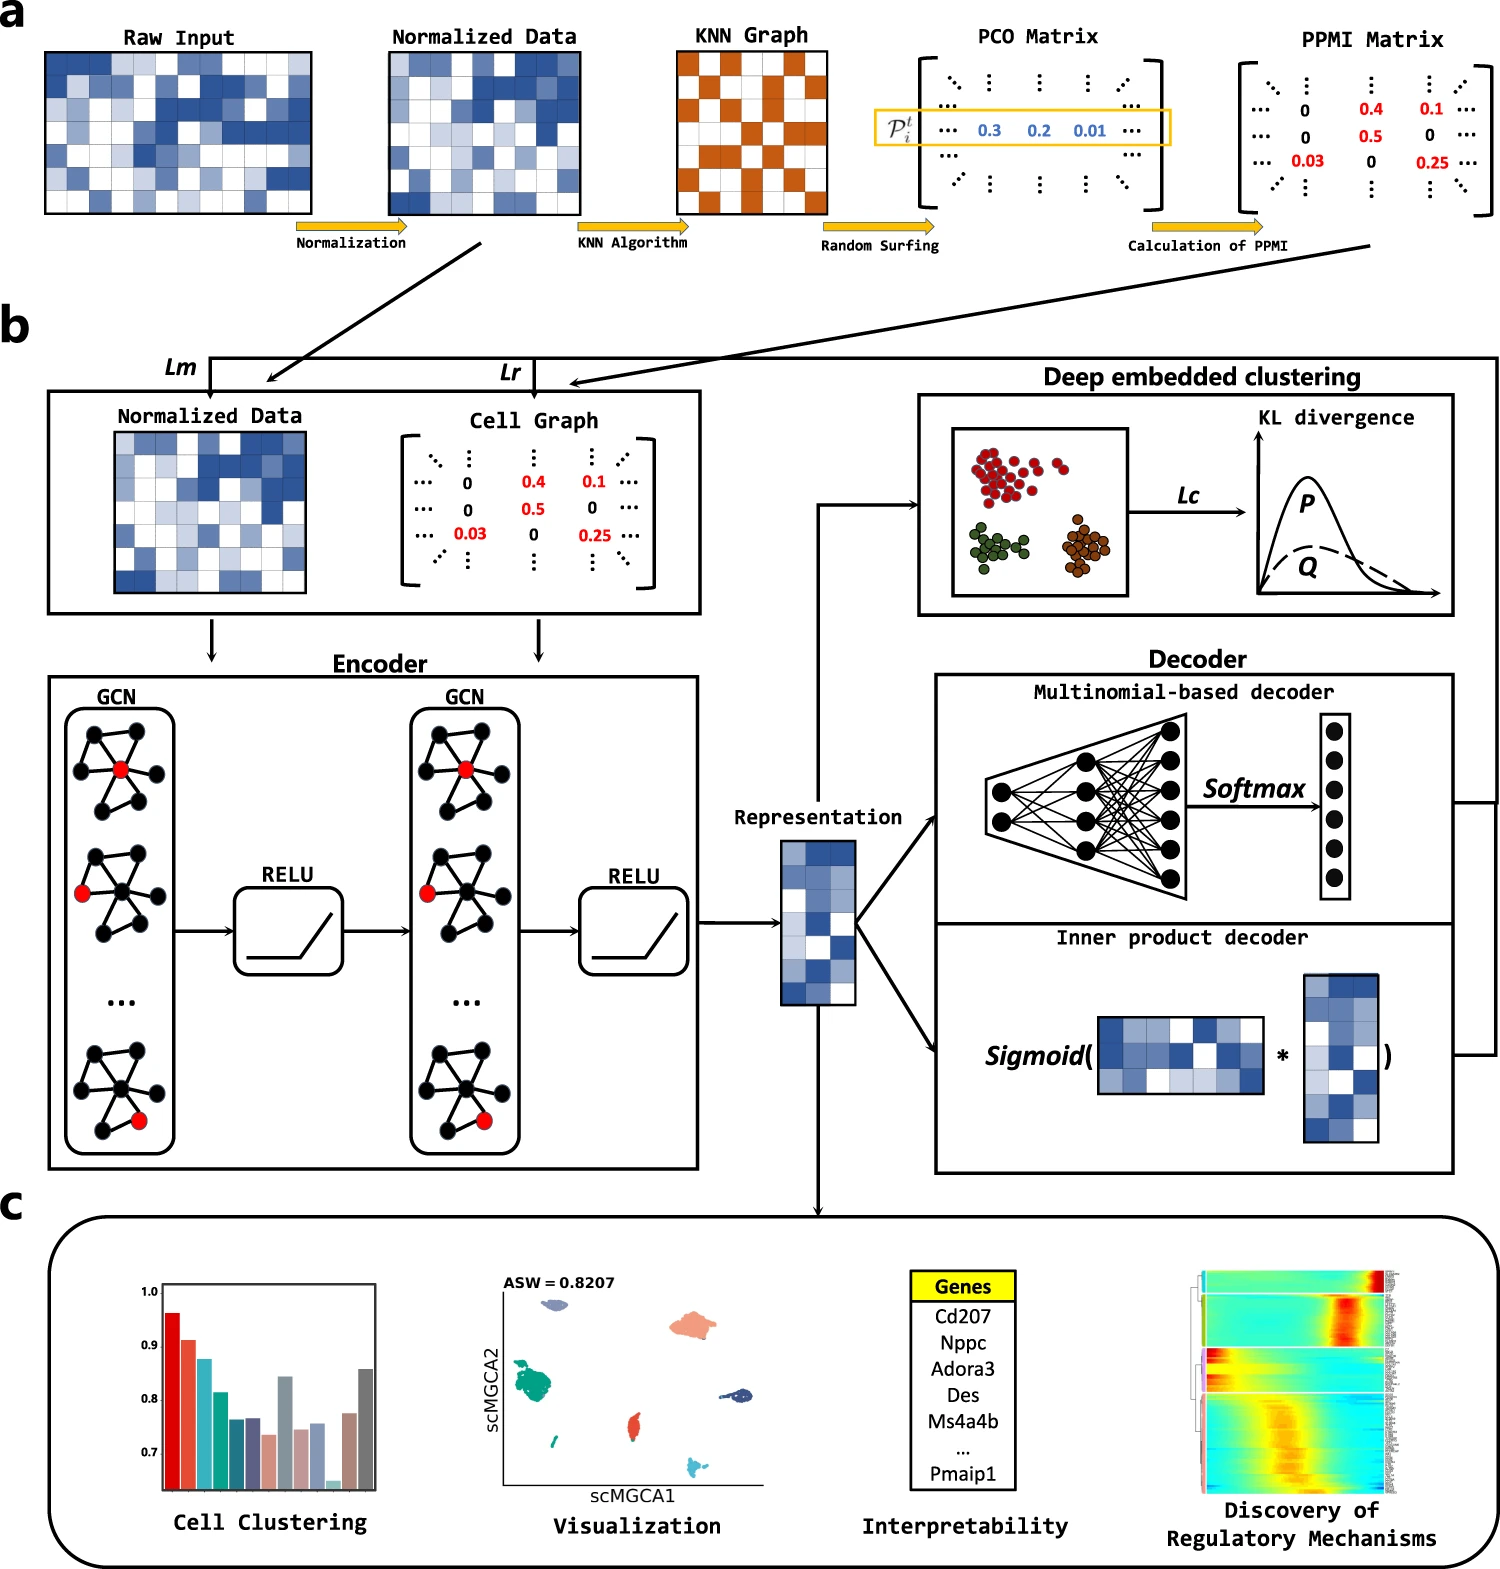 a
Raw Input
Normalized Data
KNN Graph
PCO Matrix
PPMI Matrix
𝒫ᵢᵗ ... 0.3 0.2 0.01 ...
... 0 0.4 0.1 ...
... 0 0.5 0 ...
... 0.03 0 0.25 ...
Normalization
KNN Algorithm
Random Surfing
Calculation of PPMI
b
Lm
Lr
Normalized Data
Cell Graph
... 0 0.4 0.1 ...
... 0 0.5 0 ...
... 0.03 0 0.25 ...
Deep embedded clustering
KL divergence
Lc
P
Q
Encoder
GCN
GCN
RELU
RELU
...
...
Representation
Decoder
Multinomial-based decoder
Softmax
Inner product decoder
Sigmoid( * )
c
1.0
0.9
0.8
0.7
Cell Clustering
ASW = 0.8207
scMGCA2
scMGCA1
Visualization
Genes
Cd207
Nppc
Adora3
Des
Ms4a4b
...
Pmaip1
Interpretability
Discovery of
Regulatory Mechanisms